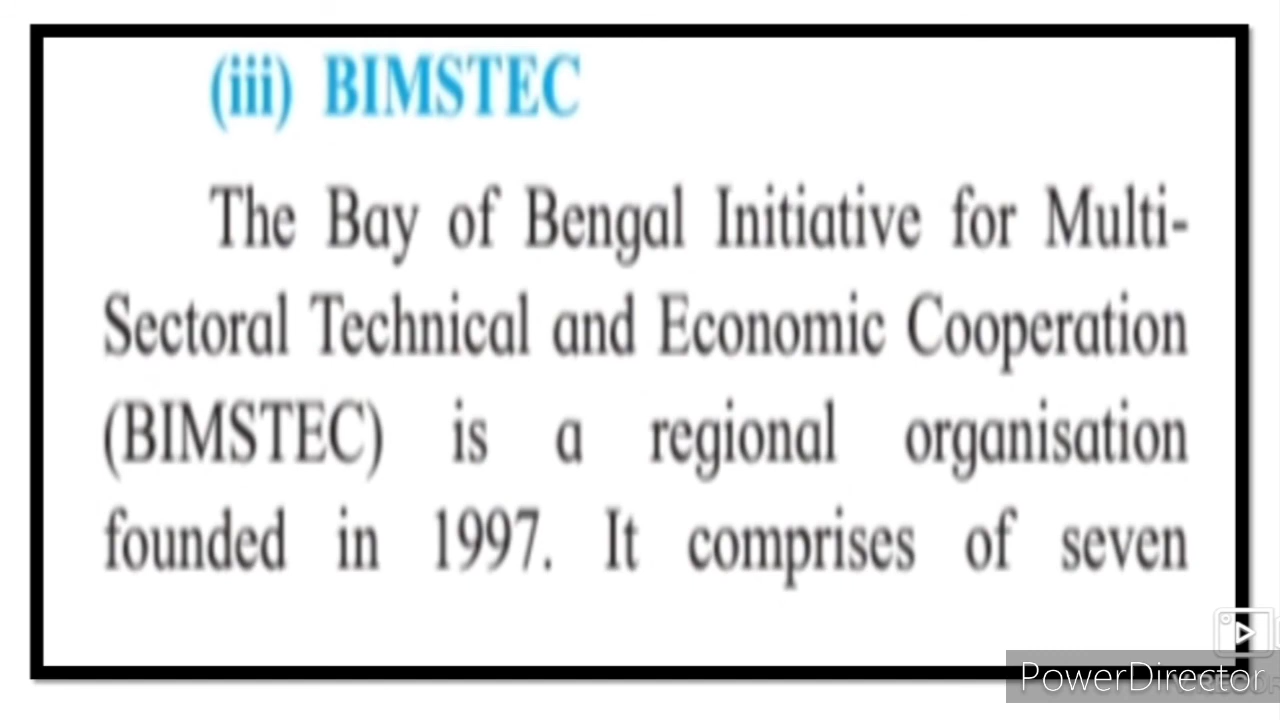 (iii) BIMSTEC
The Bay of Bengal Initiative for Multi-
Sectoral Technical and Economic Cooperation
(BIMSTEC) is a regional organisation
founded in 1997. It comprises of seven
PowerDirector